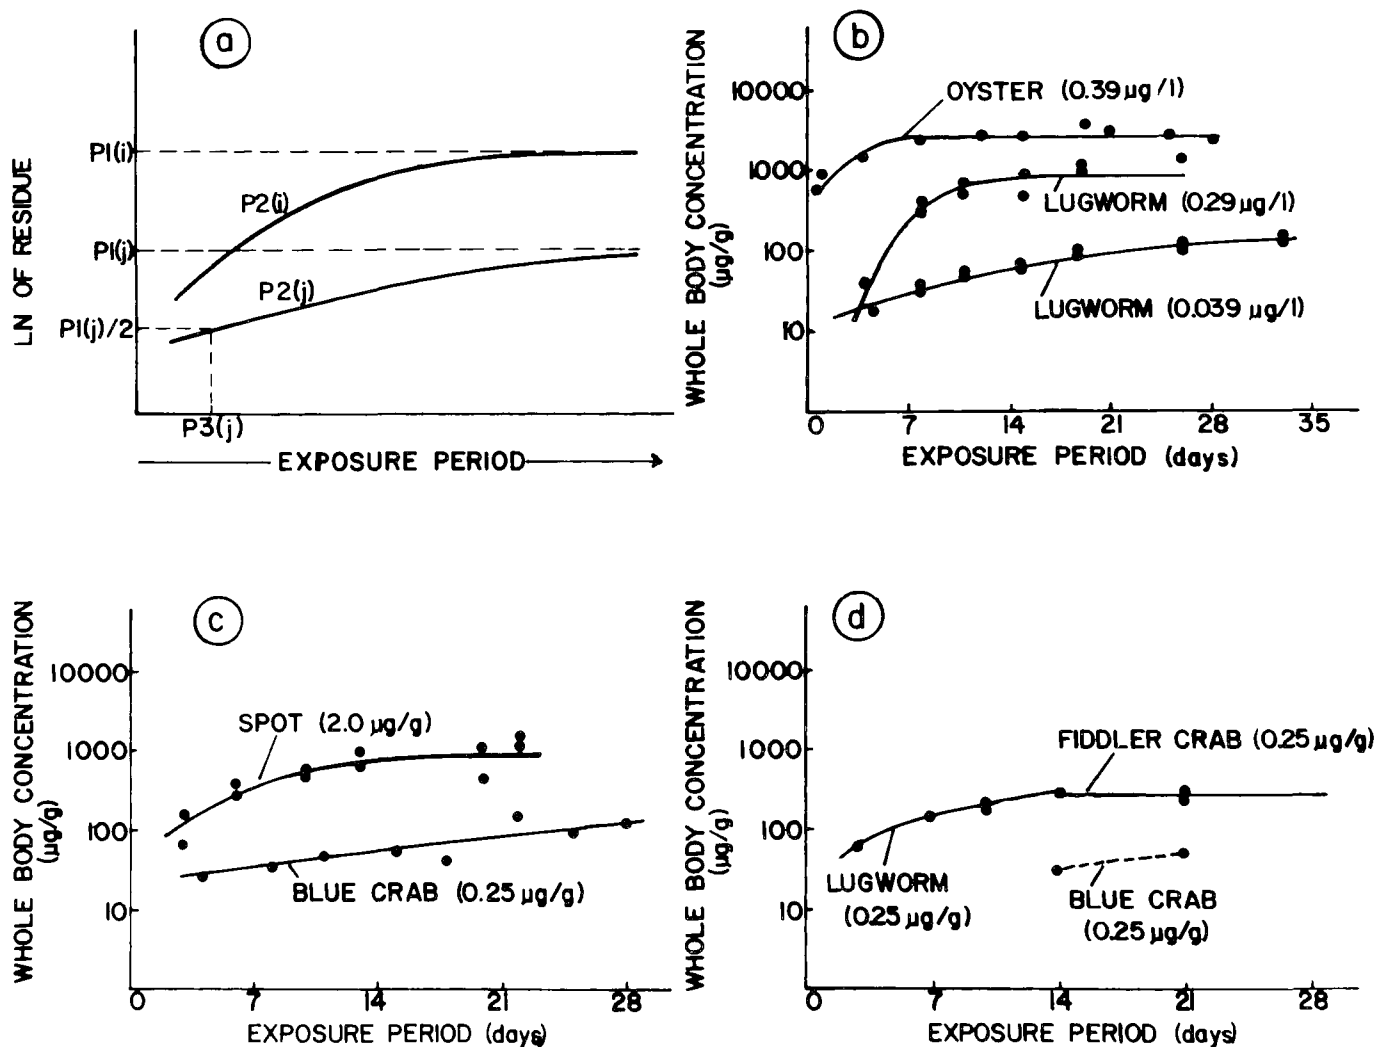 a
LN OF RESIDUE
P1(i)
P2(i)
P1(j)
P2(j)
P1(j)/2
P3(j)
EXPOSURE PERIOD
b
WHOLE BODY CONCENTRATION
(µg/g)
10000
1000
100
10
OYSTER (0.39 µg/l)
LUGWORM (0.29 µg/l)
LUGWORM (0.039 µg/l)
0 7 14 21 28 35
EXPOSURE PERIOD (days)
c
WHOLE BODY CONCENTRATION
(µg/g)
10000
1000
100
10
SPOT (2.0 µg/g)
BLUE CRAB (0.25 µg/g)
0 7 14 21 28
EXPOSURE PERIOD (days)
d
WHOLE BODY CONCENTRATION
(µg/g)
10000
1000
100
10
FIDDLER CRAB (0.25 µg/g)
LUGWORM
(0.25 µg/g)
BLUE CRAB
(0.25 µg/g)
0 7 14 21 28
EXPOSURE PERIOD (days)